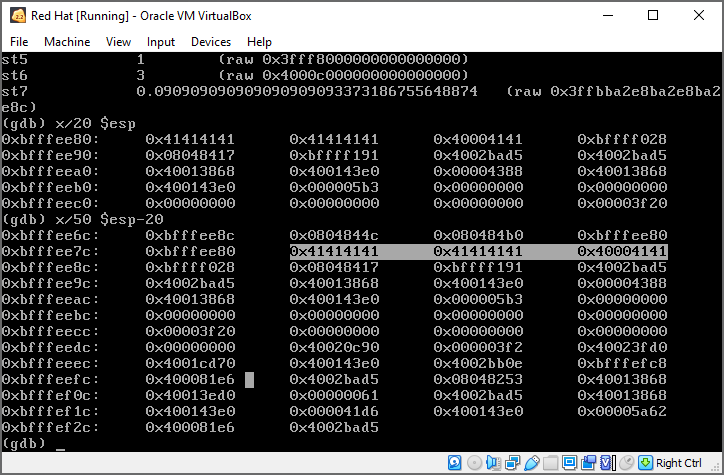 Red Hat [Running] - Oracle VM VirtualBox
File Machine View Input Devices Help
st5 1 (raw 0x3fff8000000000000000)
st6 3 (raw 0x4000c000000000000000)
st7 0.09090909090909090909093373186755648874 (raw 0x3ffbba2e8ba2e8ba2
e8c)
(gdb) x/20 $esp
0xbfffee80: 0x41414141 0x41414141 0x40004141 0xbffff028
0xbfffee90: 0x08048417 0xbffff191 0x4002bad5 0x4002bad5
0xbfffeea0: 0x40013868 0x400143e0 0x00004388 0x40013868
0xbfffeeb0: 0x400143e0 0x000005b3 0x00000000 0x00000000
0xbfffeec0: 0x00000000 0x00000000 0x00000000 0x00003f20
(gdb) x/50 $esp-20
0xbfffee6c: 0xbfffee8c 0x0804844c 0x080484b0 0xbfffee80
0xbfffee7c: 0xbfffee80 0x41414141 0x41414141 0x40004141
0xbfffee8c: 0xbffff028 0x08048417 0xbffff191 0x4002bad5
0xbfffee9c: 0x4002bad5 0x40013868 0x400143e0 0x00004388
0xbfffeeac: 0x40013868 0x400143e0 0x000005b3 0x00000000
0xbfffeebc: 0x00000000 0x00000000 0x00000000 0x00000000
0xbfffeecc: 0x00003f20 0x00000000 0x00000000 0x00000000
0xbfffeedc: 0x00000000 0x40020c90 0x000003f2 0x40023fd0
0xbfffeeec: 0x4001cd70 0x400143e0 0x4002bb0e 0xbfffefc8
0xbfffeefc: 0x400081e6 0x4002bad5 0x08048253 0x40013868
0xbfffef0c: 0x40013ed0 0x00000061 0x4002bad5 0x40013868
0xbfffef1c: 0x400143e0 0x000041d6 0x400143e0 0x00005a62
0xbfffef2c: 0x400081e6 0x4002bad5
(gdb) _
Right Ctrl